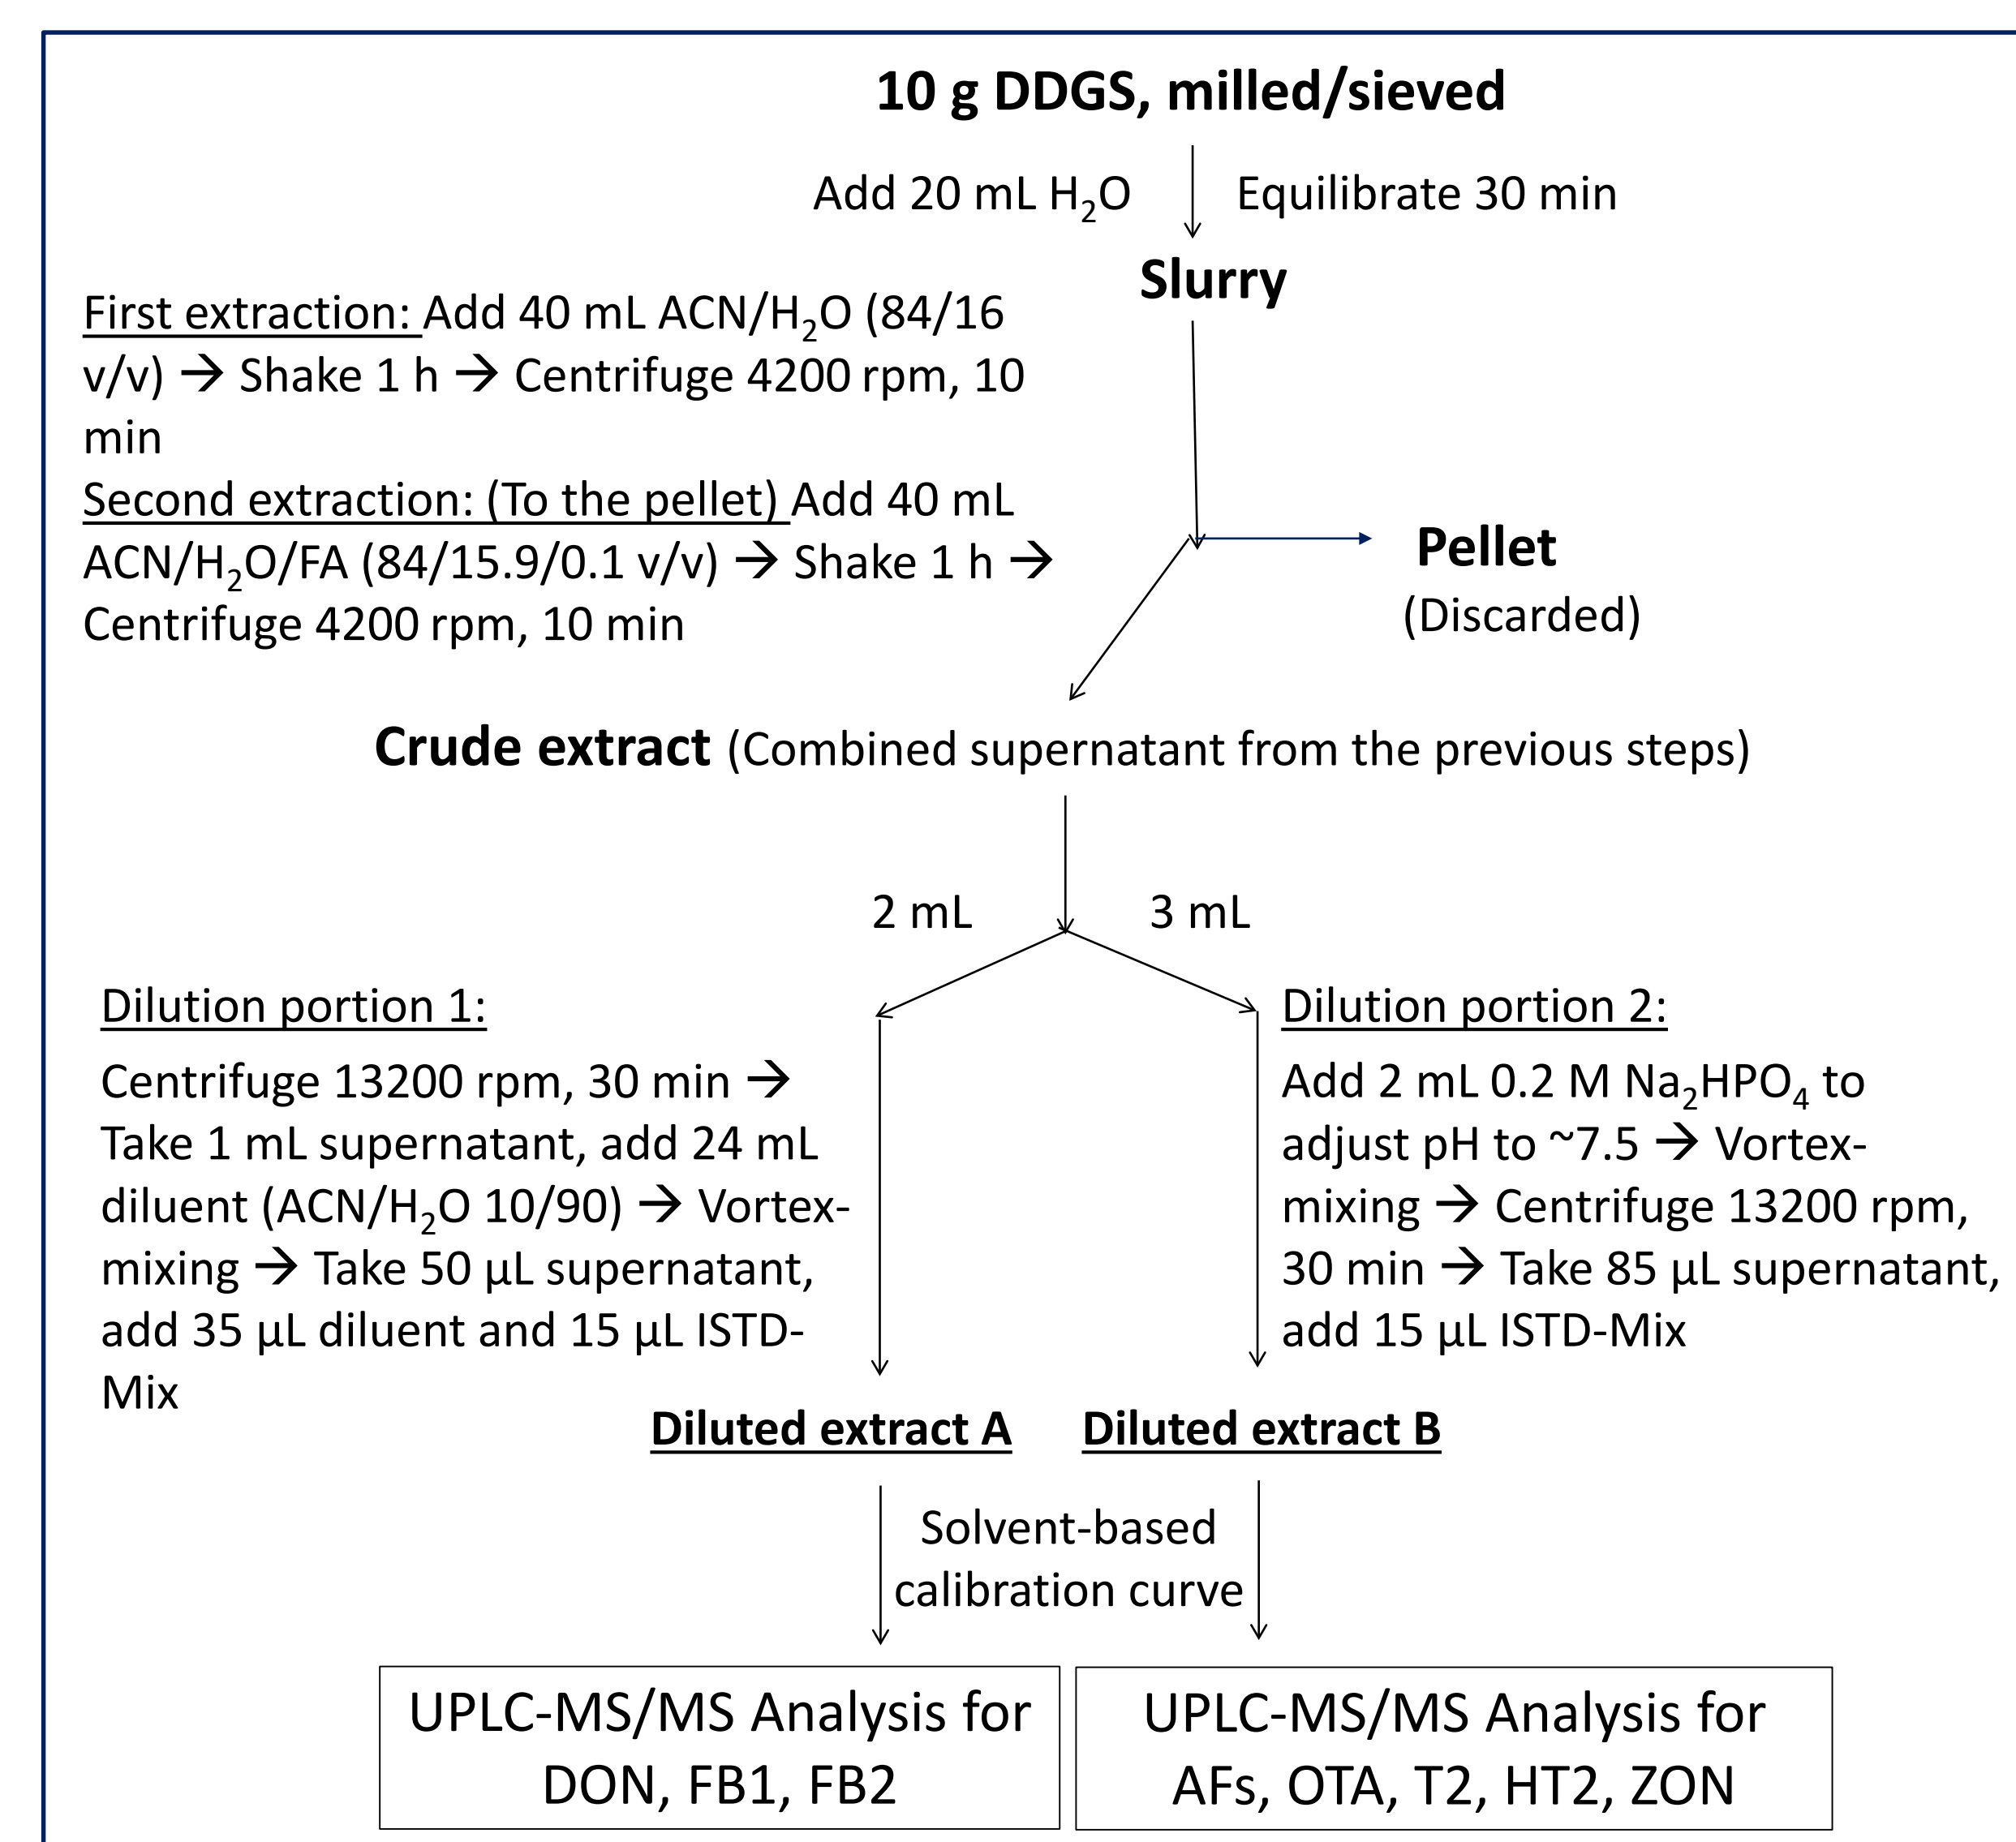 10 g DDGS, milled/sieved
Add 20 mL H₂O
Equilibrate 30 min
Slurry
First extraction: Add 40 mL ACN/H₂O (84/16
v/v) → Shake 1 h → Centrifuge 4200 rpm, 10
min
Second extraction: (To the pellet) Add 40 mL
ACN/H₂O/FA (84/15.9/0.1 v/v) → Shake 1 h →
Centrifuge 4200 rpm, 10 min
Pellet
(Discarded)
Crude extract (Combined supernatant from the previous steps)
2 mL
3 mL
Dilution portion 1:
Centrifuge 13200 rpm, 30 min →
Take 1 mL supernatant, add 24 mL
diluent (ACN/H₂O 10/90) → Vortex-
mixing → Take 50 µL supernatant,
add 35 µL diluent and 15 µL ISTD-
Mix
Dilution portion 2:
Add 2 mL 0.2 M Na₂HPO₄ to
adjust pH to ~7.5 → Vortex-
mixing → Centrifuge 13200 rpm,
30 min → Take 85 µL supernatant,
add 15 µL ISTD-Mix
Diluted extract A
Diluted extract B
Solvent-based
calibration curve
UPLC-MS/MS Analysis for
DON, FB1, FB2
UPLC-MS/MS Analysis for
AFs, OTA, T2, HT2, ZON